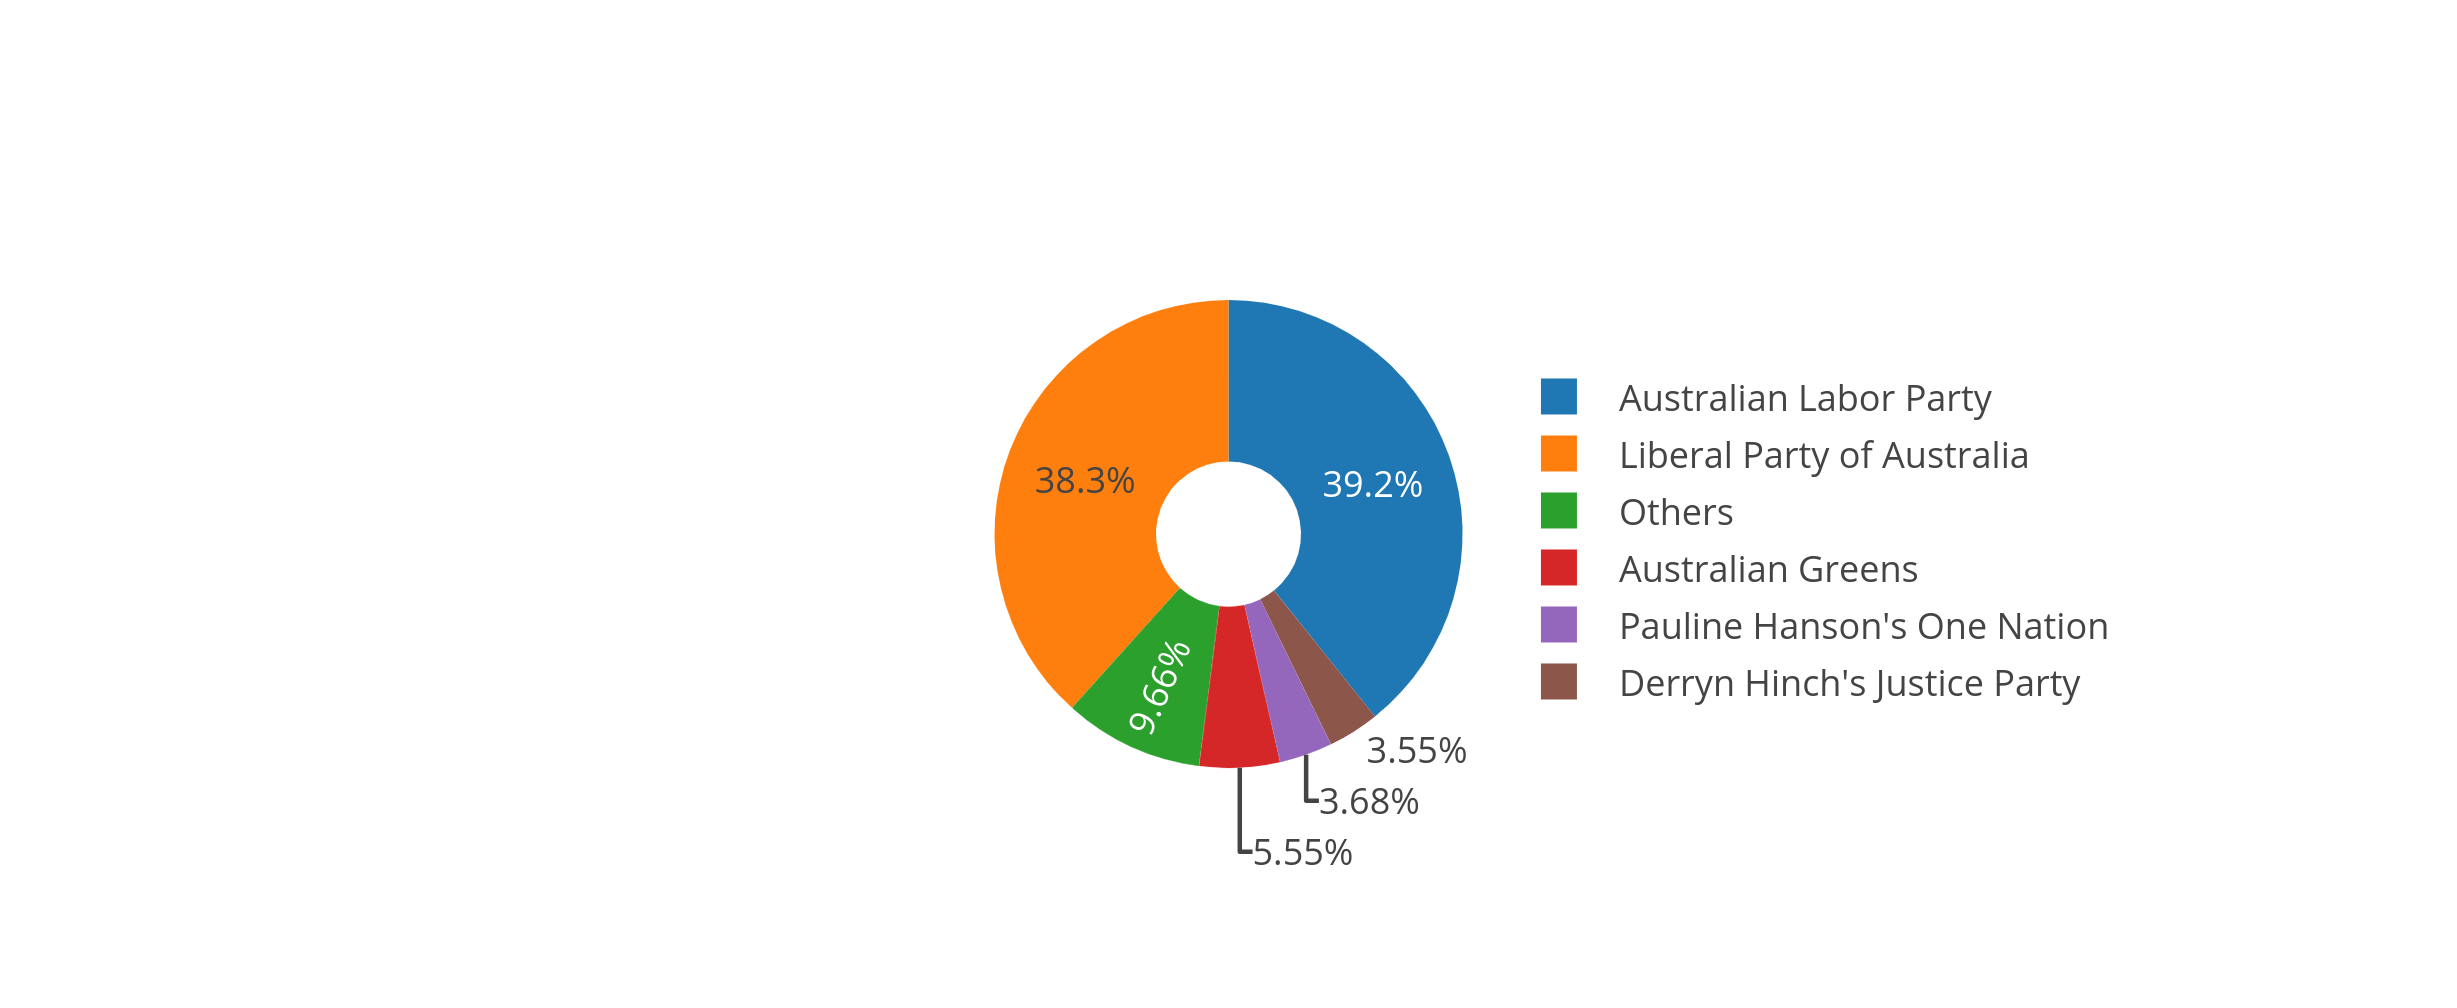 38.3%
39.2%
9.66%
3.55%
3.68%
5.55%
Australian Labor Party
Liberal Party of Australia
Others
Australian Greens
Pauline Hanson's One Nation
Derryn Hinch's Justice Party